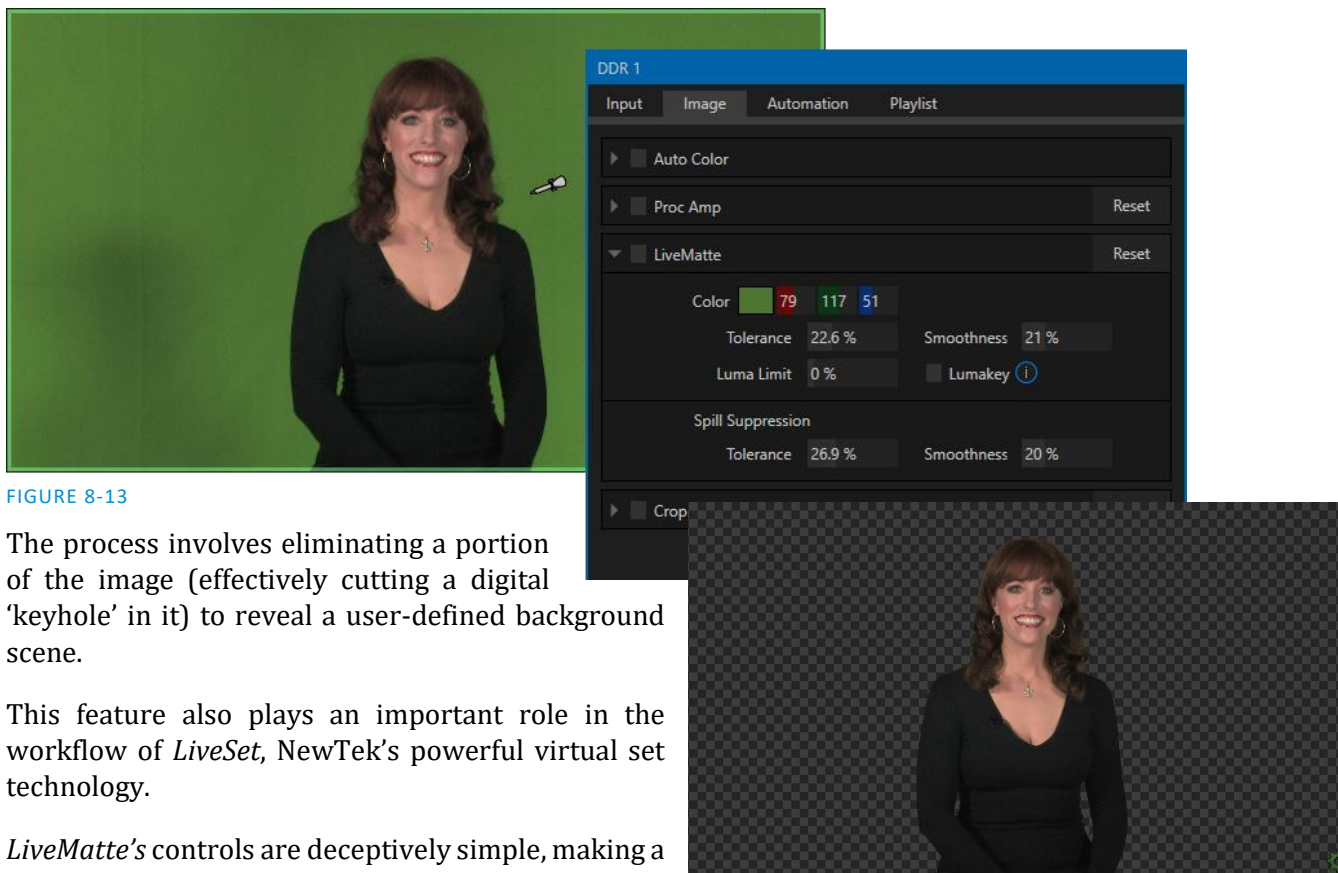 DDR 1
Input Image Automation Playlist
Auto Color
Proc Amp Reset
LiveMatte Reset
Color 79 117 51
Tolerance 22.6 % Smoothness 21 %
Luma Limit 0 % Lumakey i
Spill Suppression
Tolerance 26.9 % Smoothness 20 %
Crop
FIGURE 8-13
The process involves eliminating a portion
of the image (effectively cutting a digital
‘keyhole’ in it) to reveal a user-defined background
scene.
This feature also plays an important role in the
workflow of LiveSet, NewTek’s powerful virtual set
technology.
LiveMatte’s controls are deceptively simple, making a